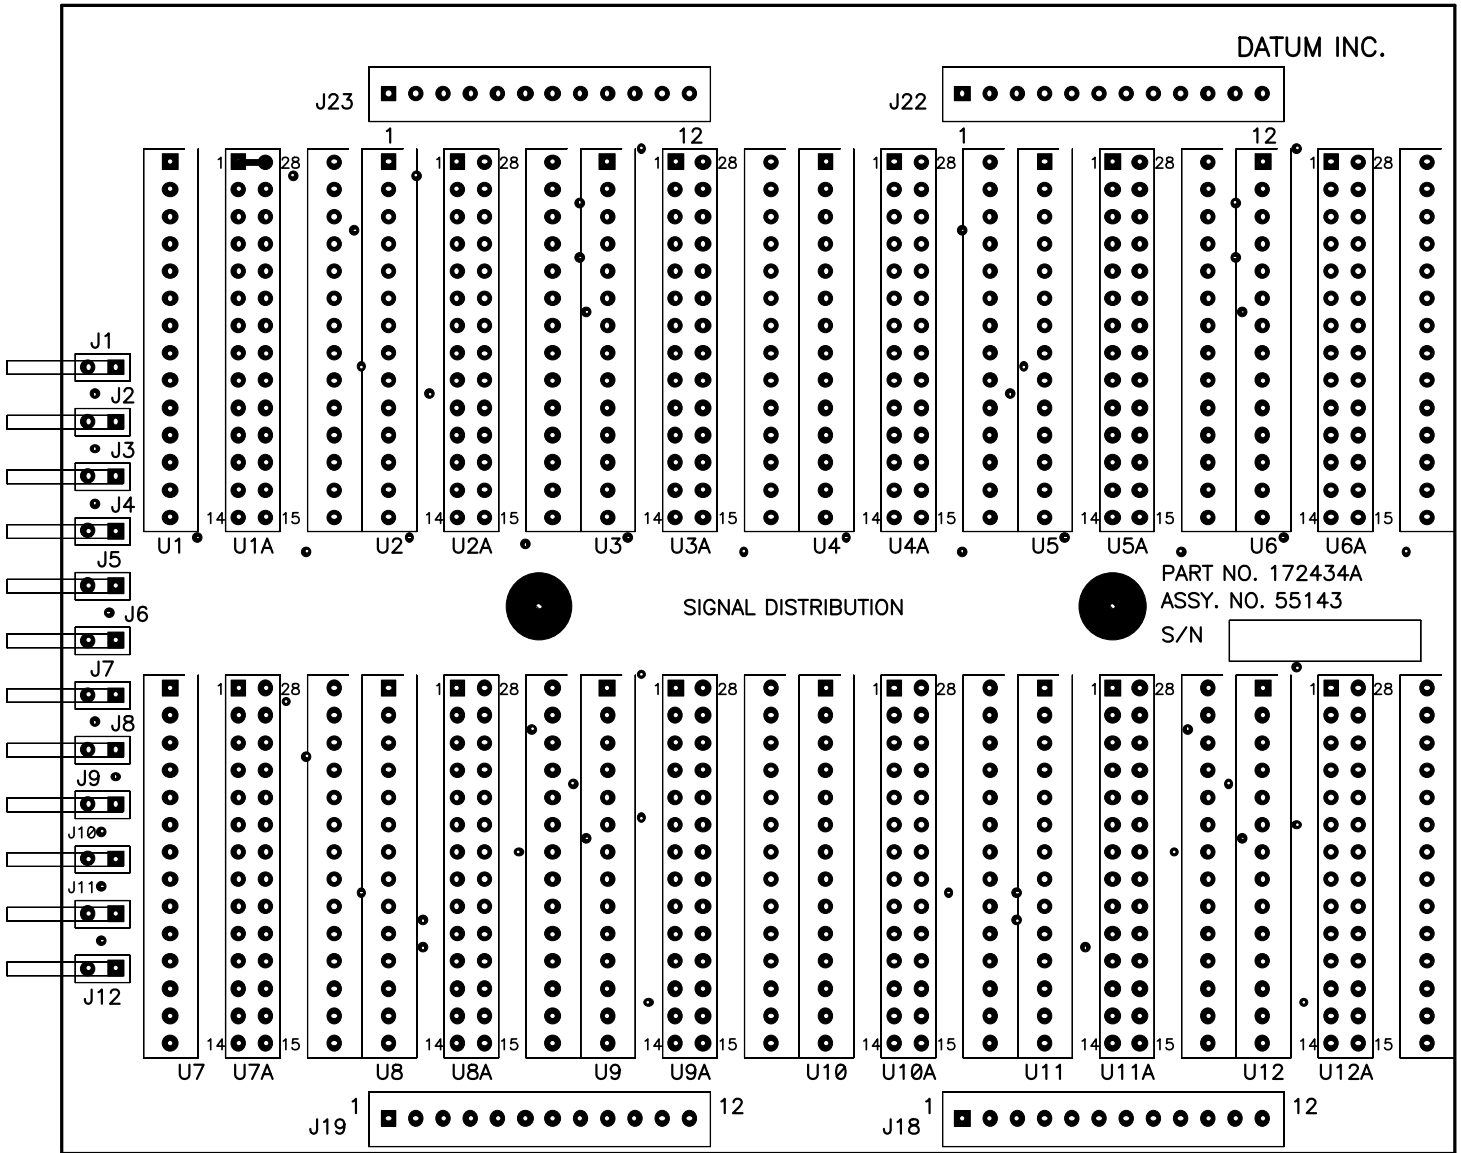 DATUM INC.
J23
J22
1 12
1 12
1 28 1 28 1 28 1 28 1 28 1 28
J1
J2
J3
J4
14 15 14 15 14 15 14 15 14 15 14 15
U1 U1A U2 U2A U3 U3A U4 U4A U5 U5A U6 U6A
J5
PART NO. 172434A
SIGNAL DISTRIBUTION
ASSY. NO. 55143
J6
S/N
J7
1 28 1 28 1 28 1 28 1 28 1 28
J8
J9
J10
J11
J12
14 15 14 15 14 15 14 15 14 15 14 15
U7 U7A U8 U8A U9 U9A U10 U10A U11 U11A U12 U12A
1 12
1 12
J19
J18